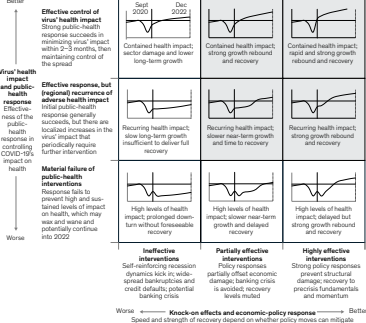 Better
Virus' health
impact
and public-
health
response
Effective-
ness of the
public-
health
response in
controlling
COVID-19's
impact on
health
Worse
Effective control of
virus' health impact
Strong public-health
response succeeds in
minimizing virus' impact
within 2–3 months, then
maintaining control of
the spread
Sept
2020
Dec
2022
Contained health impact;
sector damage and lower
long-term growth
Contained health impact;
strong growth rebound
and recovery
Contained health impact;
rapid and strong growth
rebound and recovery
Effective response, but
(regional) recurrence of
adverse health impact
Initial public-health
response generally
succeeds, but there are
localized increases in the
virus' impact that
periodically require
further intervention
Recurring health impact;
slow long-term growth
insufficient to deliver full
recovery
Recurring health impact;
slower near-term growth
and time to recovery
Recurring health impact;
strong growth rebound
and recovery
Material failure of
public-health
interventions
Response fails to
prevent high and sus-
tained levels of impact
on health, which may
wax and wane and
potentially continue
into 2022
High levels of health
impact; prolonged down-
turn without foreseeable
recovery
High levels of health
impact; slower near-term
growth and delayed
recovery
High levels of health
impact; delayed but
strong growth rebound
and recovery
Ineffective
interventions
Self-reinforcing recession
dynamics kick in; wide-
spread bankruptcies and
credit defaults; potential
banking crisis
Partially effective
interventions
Policy responses
partially offset economic
damage; banking crisis
is avoided; recovery
levels muted
Highly effective
interventions
Strong policy responses
prevent structural
damage; recovery to
precrisis fundamentals
and momentum
Worse Knock-on effects and economic-policy response Better
Speed and strength of recovery depend on whether policy moves can mitigate